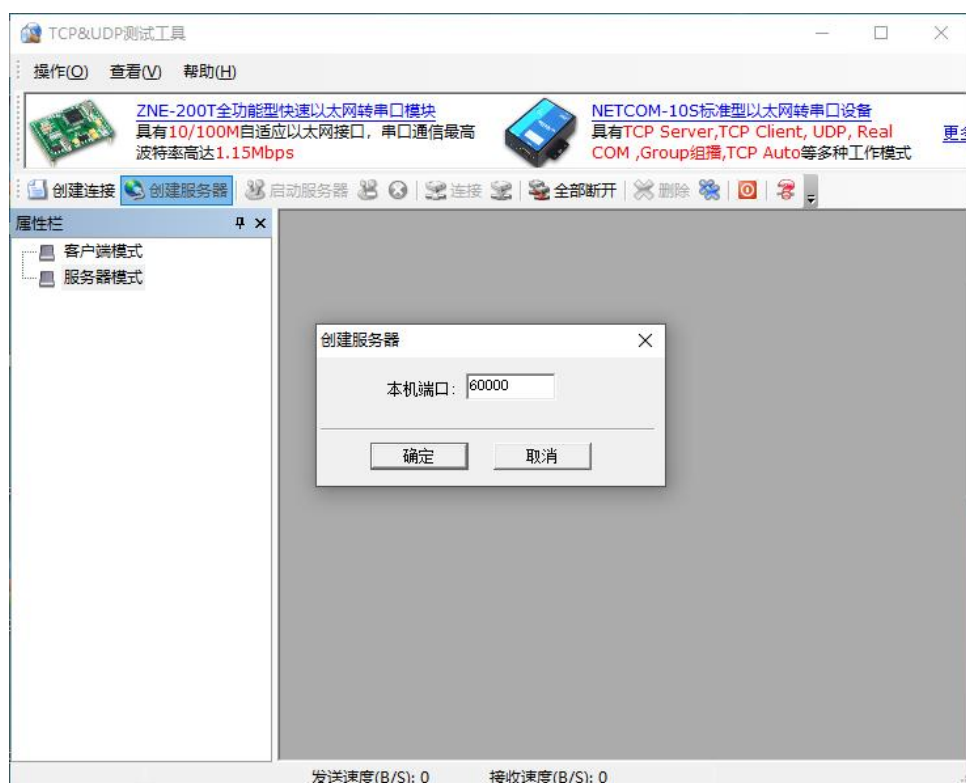 TCP&UDP测试工具
操作(O) 查看(V) 帮助(H)
ZNE-200T全功能型快速以太网转串口模块
具有10/100M自适应以太网接口，串口通信最高
波特率高达1.15Mbps
NETCOM-10S标准型以太网转串口设备
具有TCP Server,TCP Client, UDP, Real
COM ,Group组播,TCP Auto等多种工作模式
创建连接 创建服务器 启动服务器 连接 全部断开 删除
属性栏
客户端模式
服务器模式
创建服务器
本机端口: 60000
确定 取消
发送速度(B/S): 0 接收速度(B/S): 0